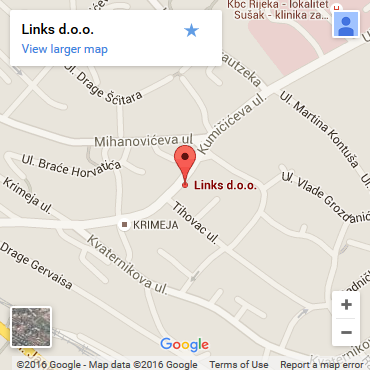 Links d.o.o.
View larger map
Kbc Rijeka - lokalitet
Sušak - klinika za...
H
Ul. Drage Šćitara
Kumičićeva ul.
Ul. Martina Kontuša
Mihanovićeva ul
Ul. Braće Horvatića
Links d.o.o.
Ul. Vlade Grozdanić
Krimeja ul.
Tihovac ul.
KRIMEJA
Kvaternikova ul.
Drage Gervaisa
+
−
Google
Kvaterniko
©2016 Google - Map data ©2016 Google
Terms of Use
Report a map error